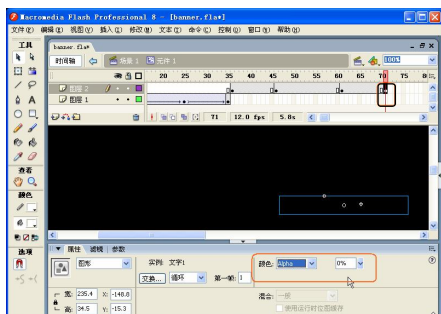 Macromedia Flash Professional 8 - [banner.fla*]
文件(F) 编辑(E) 视图(V) 插入(I) 修改(M) 文本(T) 命令(C) 控制(O) 窗口(W) 帮助(H)
工具
banner.fla*
时间轴 场景 1 元件 1 100%
20 25 30 35 40 45 50 55 60 65 70 75 8
图层 2
图层 1
71 12.0 fps 5.8s
查看
颜色
选项
属性 滤镜 参数
图形 实例: 文字1 颜色: Alpha 0%
交换... 循环 第一帧: 1
宽: 235.4 X: -148.8 混合: 一般
高: 34.5 Y: -15.3 使用运行时位图缓存